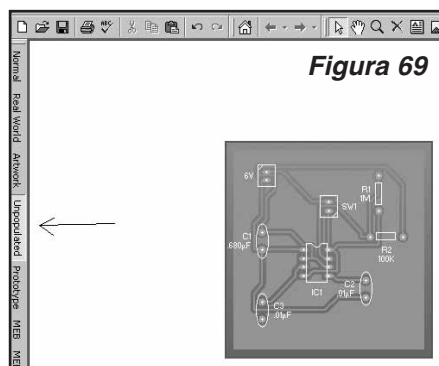 ABC
Figura 69
Normal
Real World
Artwork
Unpopulated
Prototype
MEB
6V
R1
1M
SW1
C1
.680µF
R2
100K
IC1
C2
.01µF
C3
.01µF